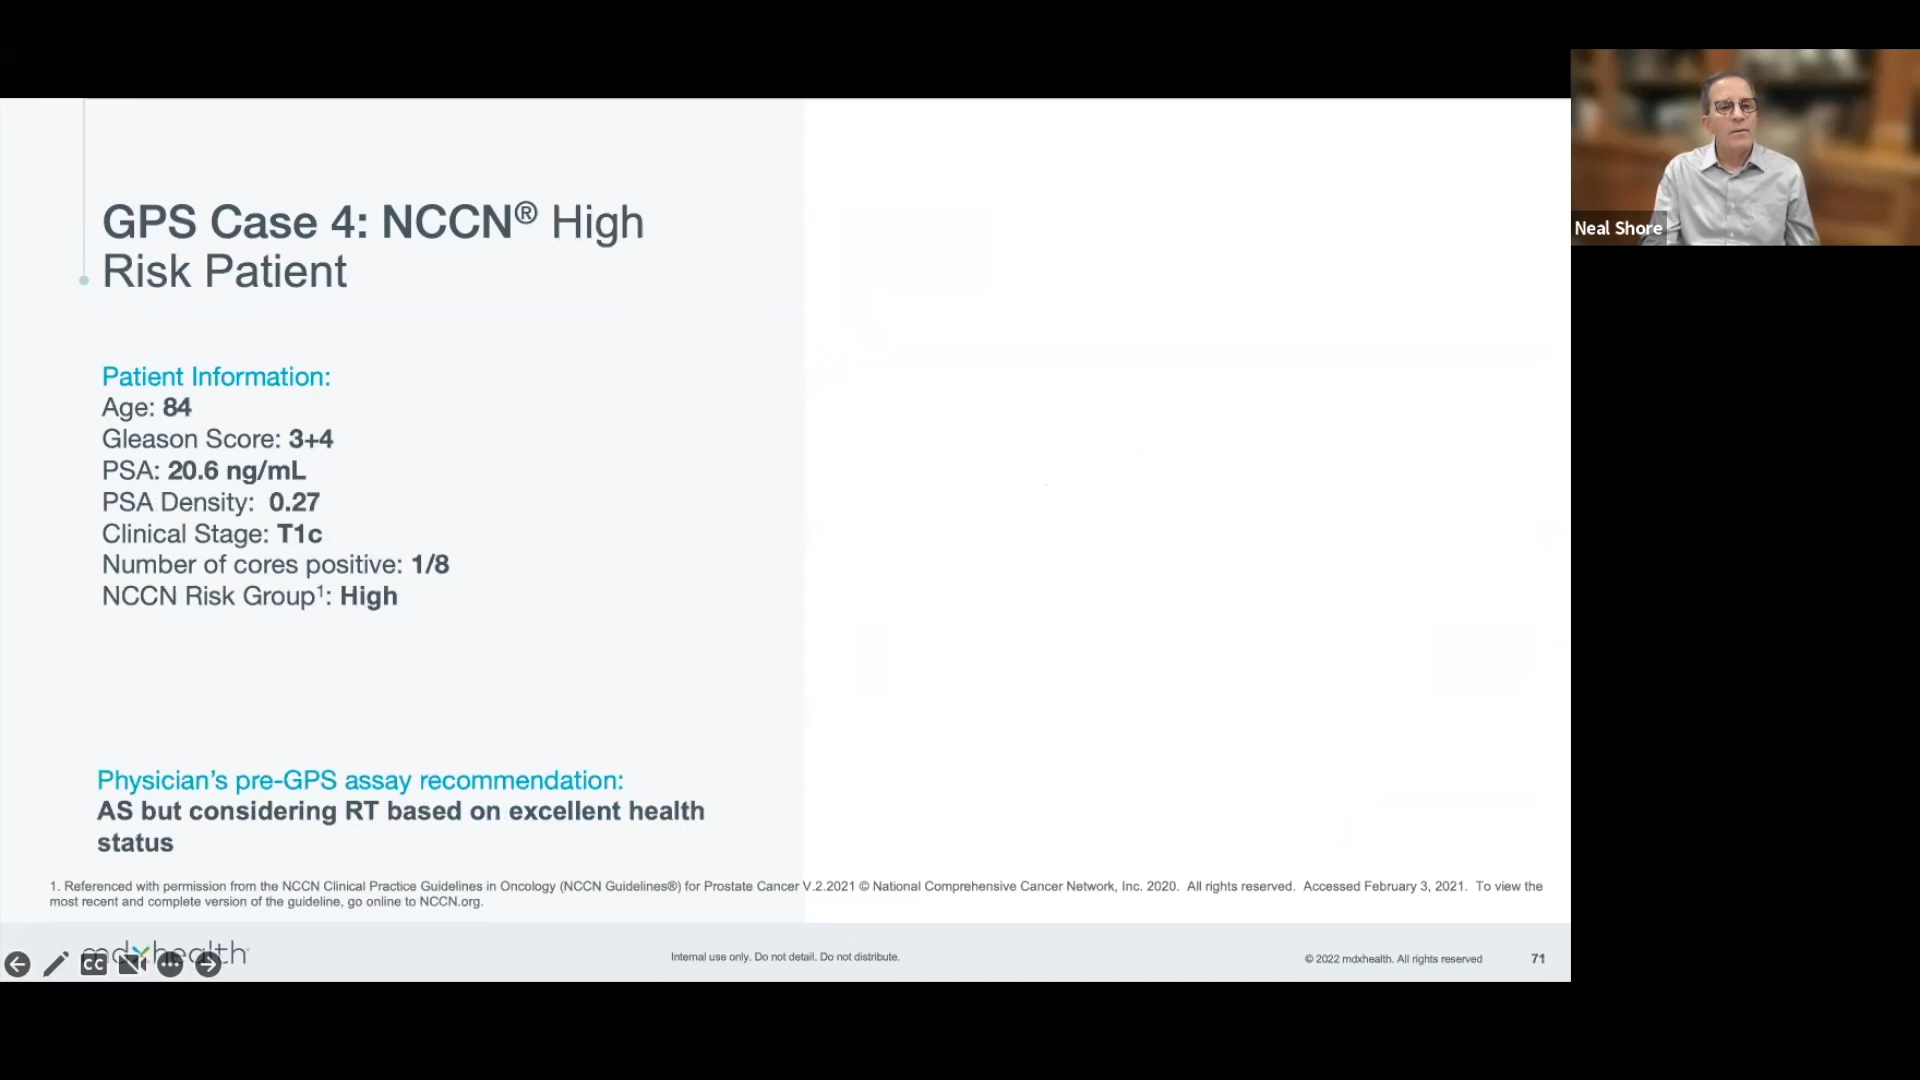 GPS Case 4: NCCN® High
Risk Patient
Patient Information:
Age: 84
Gleason Score: 3+4
PSA: 20.6 ng/mL
PSA Density: 0.27
Clinical Stage: T1c
Number of cores positive: 1/8
NCCN Risk Group¹: High
Physician's pre-GPS assay recommendation:
AS but considering RT based on excellent health
status
1. Referenced with permission from the NCCN Clinical Practice Guidelines in Oncology (NCCN Guidelines®) for Prostate Cancer V.2.2021 © National Comprehensive Cancer Network, Inc. 2020. All rights reserved. Accessed February 3, 2021. To view the
most recent and complete version of the guideline, go online to NCCN.org.
mdxhealth
CC
Internal use only. Do not detail. Do not distribute.
© 2022 mdxhealth. All rights reserved
71
Neal Shore